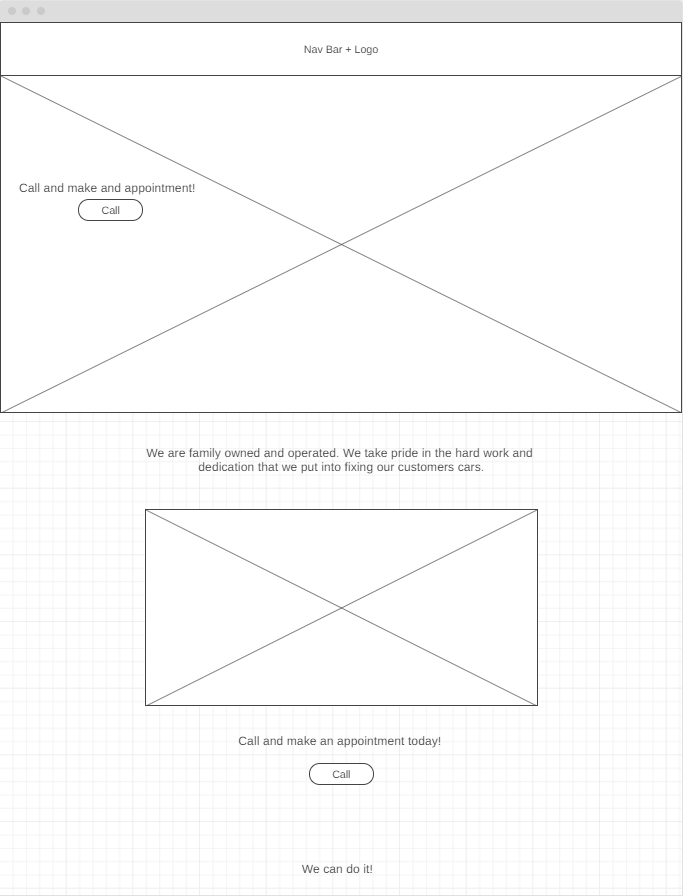 Nav Bar + Logo
Call and make and appointment!
Call
We are family owned and operated. We take pride in the hard work and
dedication that we put into fixing our customers cars.
Call and make an appointment today!
Call
We can do it!